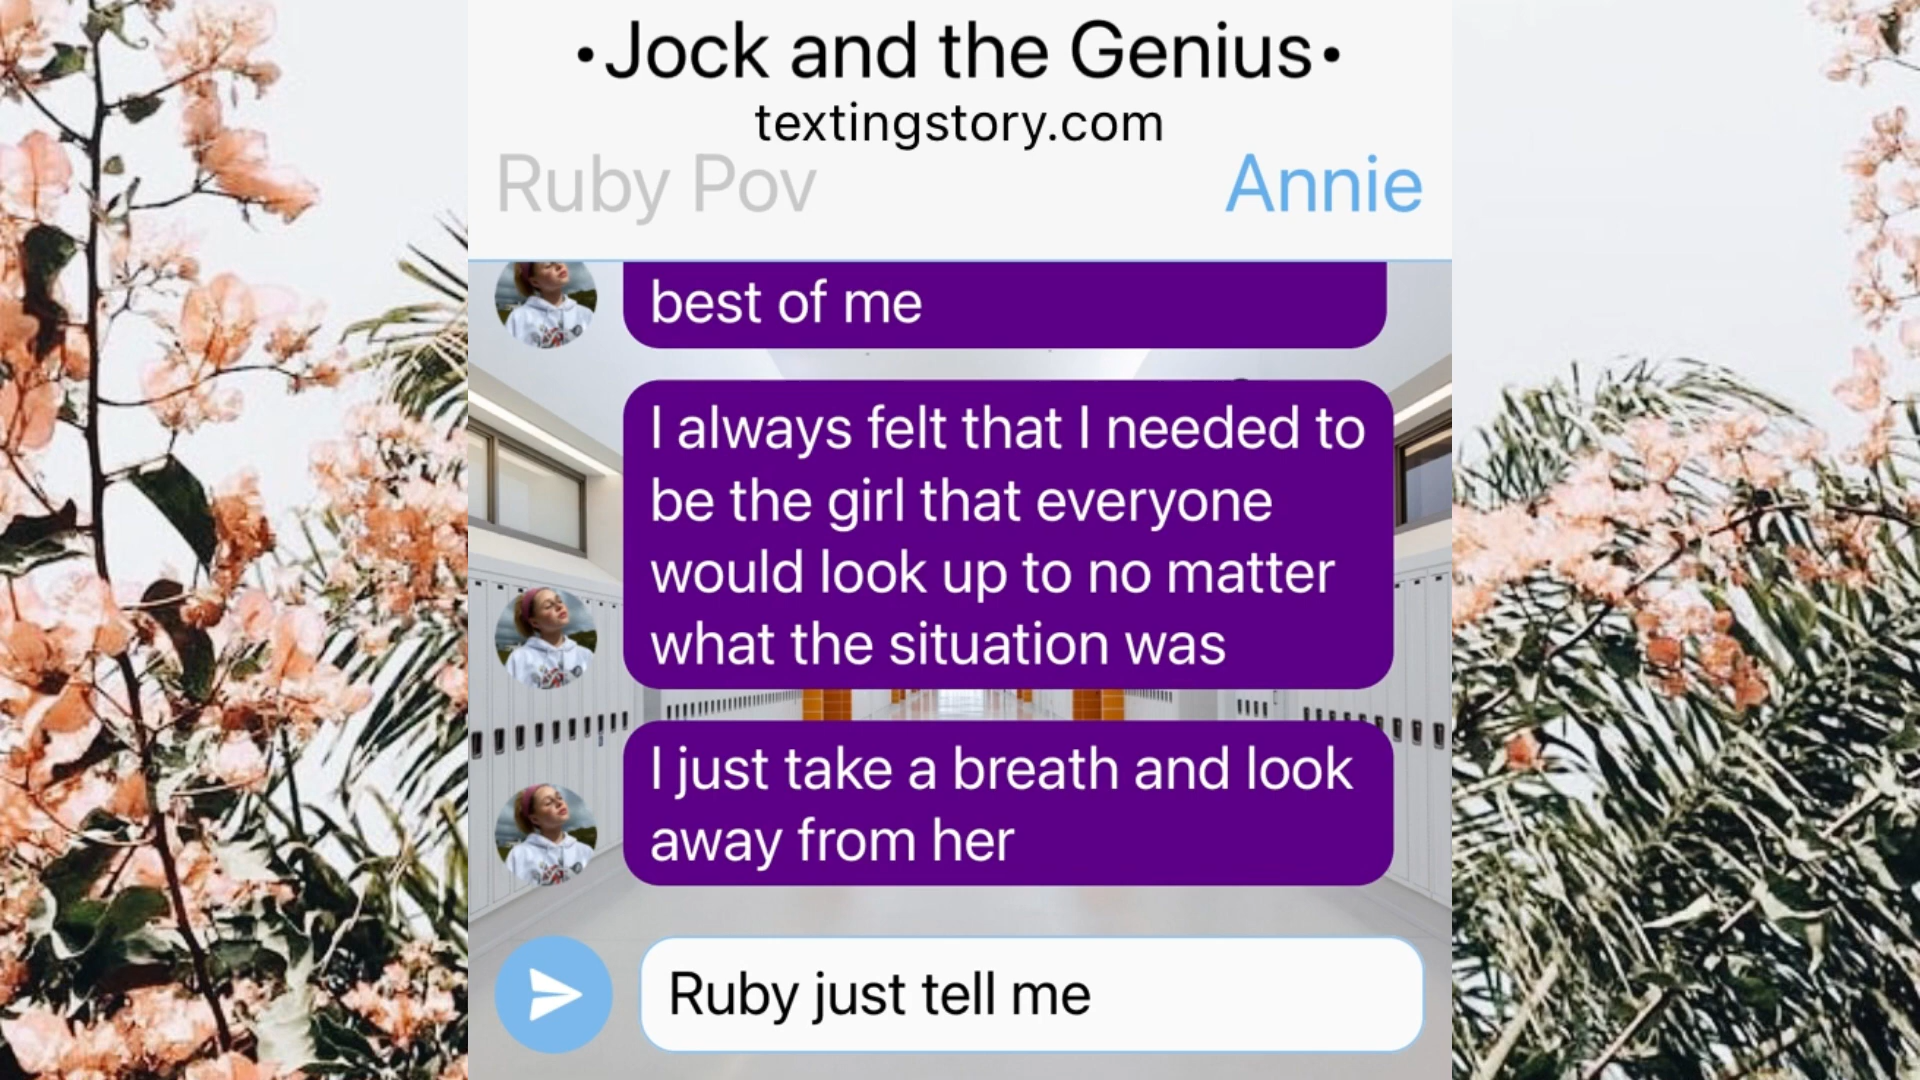 •Jock and the Genius•
textingstory.com
Ruby Pov
Annie
best of me
I always felt that I needed to
be the girl that everyone
would look up to no matter
what the situation was
I just take a breath and look
away from her
Ruby just tell me